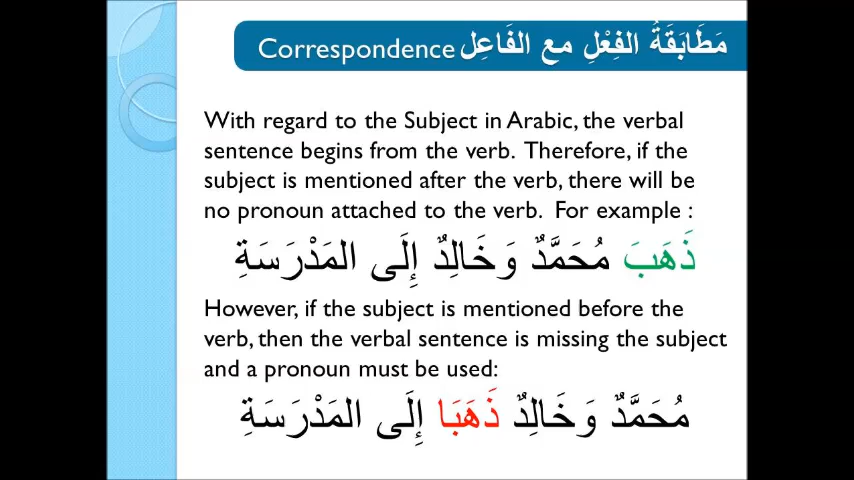 Correspondence مَطَابَقَةُ الفِعْلِ مع الفَاعِل
With regard to the Subject in Arabic, the verbal
sentence begins from the verb. Therefore, if the
subject is mentioned after the verb, there will be
no pronoun attached to the verb. For example :
ذَهَبَ مُحَمَّدٌ وَخَالِدٌ إِلَى المَدْرَسَةِ
However, if the subject is mentioned before the
verb, then the verbal sentence is missing the subject
and a pronoun must be used:
مُحَمَّدٌ وَخَالِدٌ ذَهَبَا إِلَى المَدْرَسَةِ